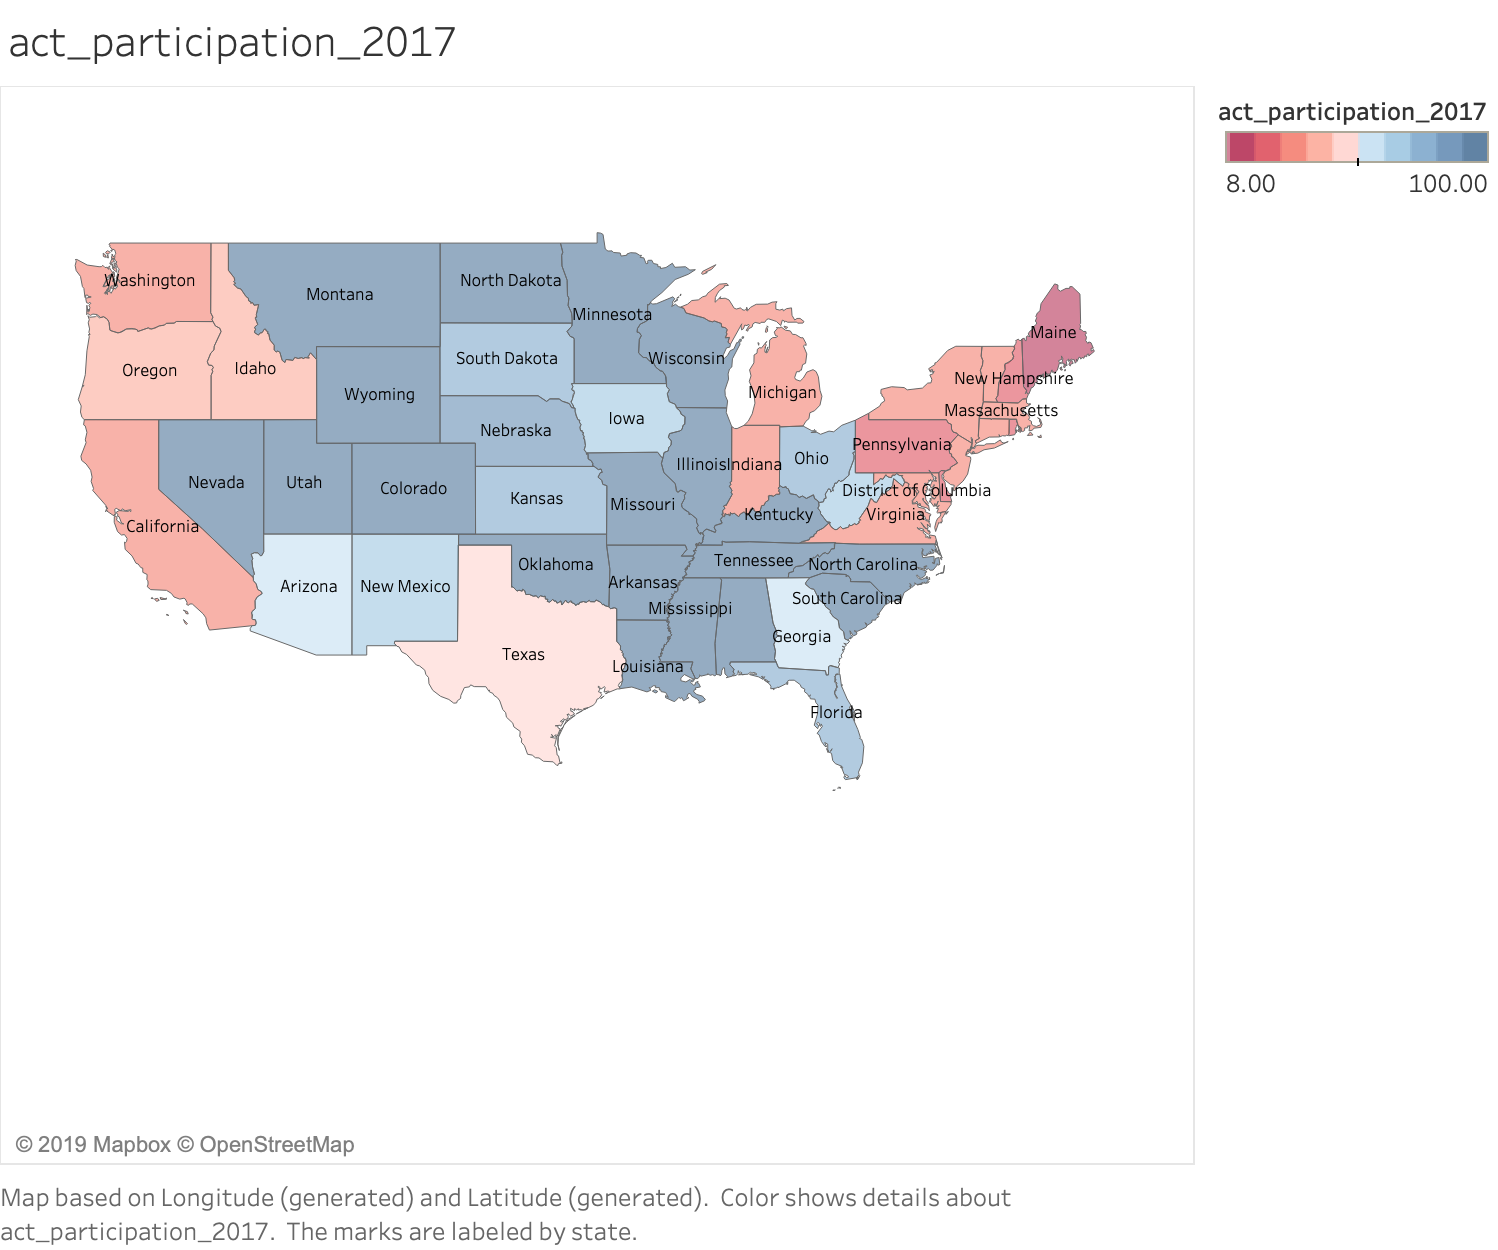 act_participation_2017
act_participation_2017
8.00 100.00
Washington
Montana
North Dakota
Minnesota
Maine
Oregon
Idaho
South Dakota
Wisconsin
Wyoming
Michigan
New Hampshire
Massachusetts
Iowa
Nebraska
Pennsylvania
Illinois
Indiana
Ohio
Nevada
Utah
Colorado
Kansas
Missouri
District of Columbia
California
Kentucky
Virginia
Arizona
New Mexico
Oklahoma
Arkansas
Tennessee
North Carolina
Mississippi
South Carolina
Georgia
Texas
Louisiana
Florida
© 2019 Mapbox © OpenStreetMap
Map based on Longitude (generated) and Latitude (generated).  Color shows details about
act_participation_2017.  The marks are labeled by state.